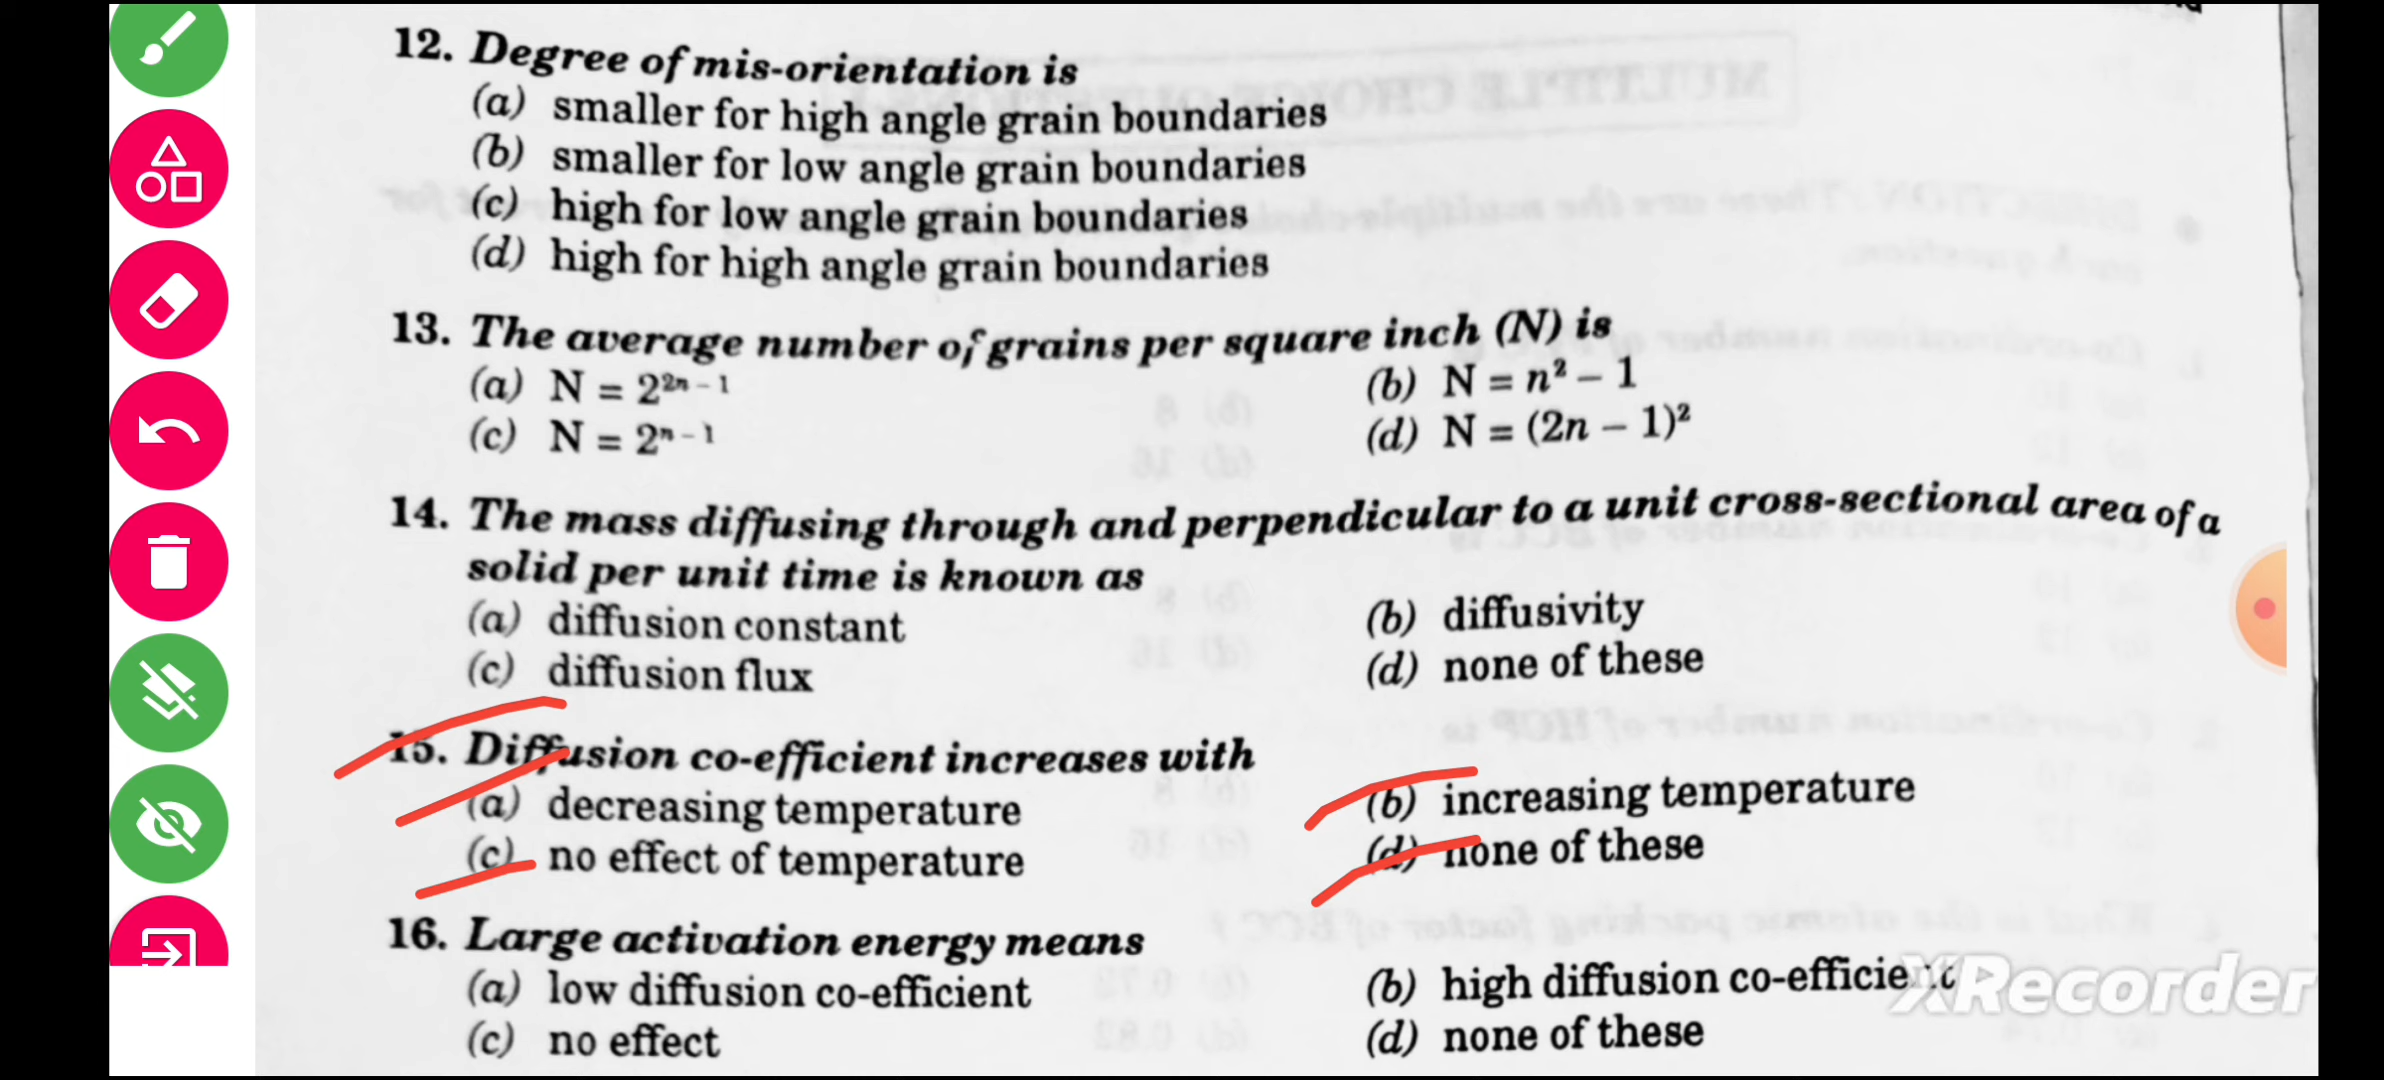 12. Degree of mis-orientation is
(a) smaller for high angle grain boundaries
(b) smaller for low angle grain boundaries
(c) high for low angle grain boundaries
(d) high for high angle grain boundaries
13. The average number of grains per square inch (N) is
(a) N = 2²ⁿ⁻¹ (b) N = n² – 1
(c) N = 2ⁿ⁻¹ (d) N = (2n – 1)²
14. The mass diffusing through and perpendicular to a unit cross-sectional area of a
solid per unit time is known as
(a) diffusion constant (b) diffusivity
(c) diffusion flux (d) none of these
15. Diffusion co-efficient increases with
(a) decreasing temperature (b) increasing temperature
(c) no effect of temperature (d) none of these
16. Large activation energy means
(a) low diffusion co-efficient (b) high diffusion co-efficient
(c) no effect (d) none of these
XRecorder